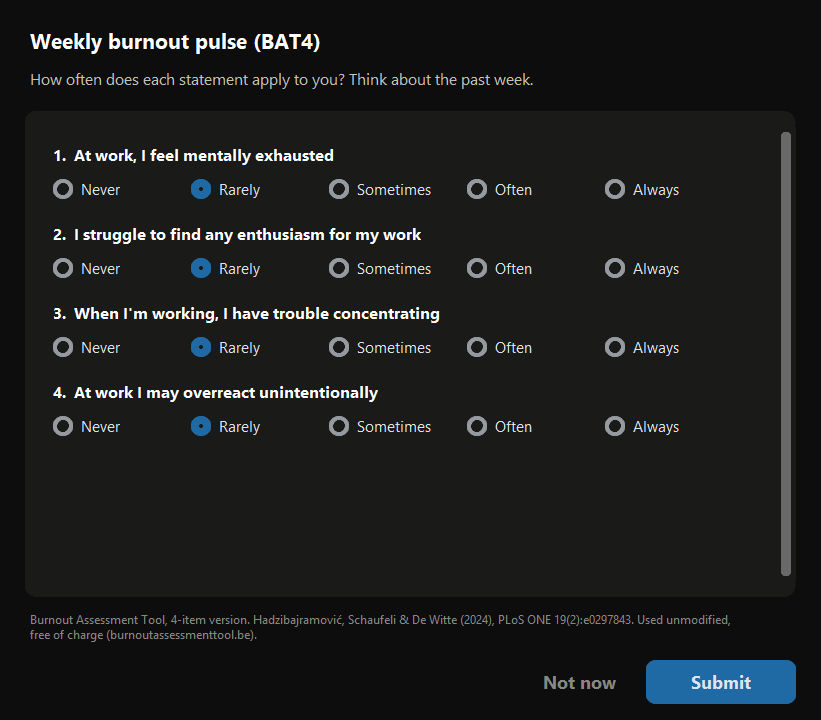 Weekly burnout pulse (BAT4)
How often does each statement apply to you? Think about the past week.
1. At work, I feel mentally exhausted
Never Rarely Sometimes Often Always
2. I struggle to find any enthusiasm for my work
Never Rarely Sometimes Often Always
3. When I'm working, I have trouble concentrating
Never Rarely Sometimes Often Always
4. At work I may overreact unintentionally
Never Rarely Sometimes Often Always
Burnout Assessment Tool, 4-item version. Hadzibajramović, Schaufeli & De Witte (2024), PLoS ONE 19(2):e0297843. Used unmodified,
free of charge (burnoutassessmenttool.be).
Not now Submit